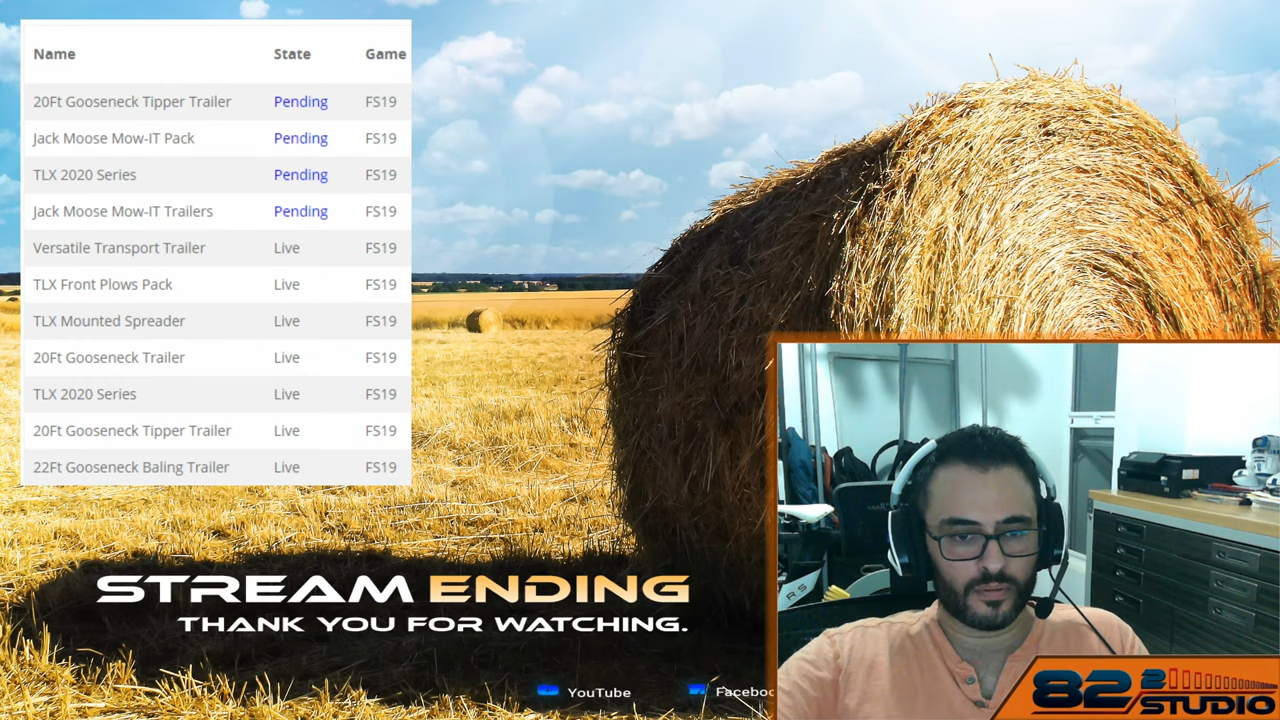 Name State Game
20Ft Gooseneck Tipper Trailer Pending FS19
Jack Moose Mow-IT Pack Pending FS19
TLX 2020 Series Pending FS19
Jack Moose Mow-IT Trailers Pending FS19
Versatile Transport Trailer Live FS19
TLX Front Plows Pack Live FS19
TLX Mounted Spreader Live FS19
20Ft Gooseneck Trailer Live FS19
TLX 2020 Series Live FS19
20Ft Gooseneck Tipper Trailer Live FS19
22Ft Gooseneck Baling Trailer Live FS19
STREAM ENDING
THANK YOU FOR WATCHING.
YouTube Faceboo
RS
82 2
STUDIO